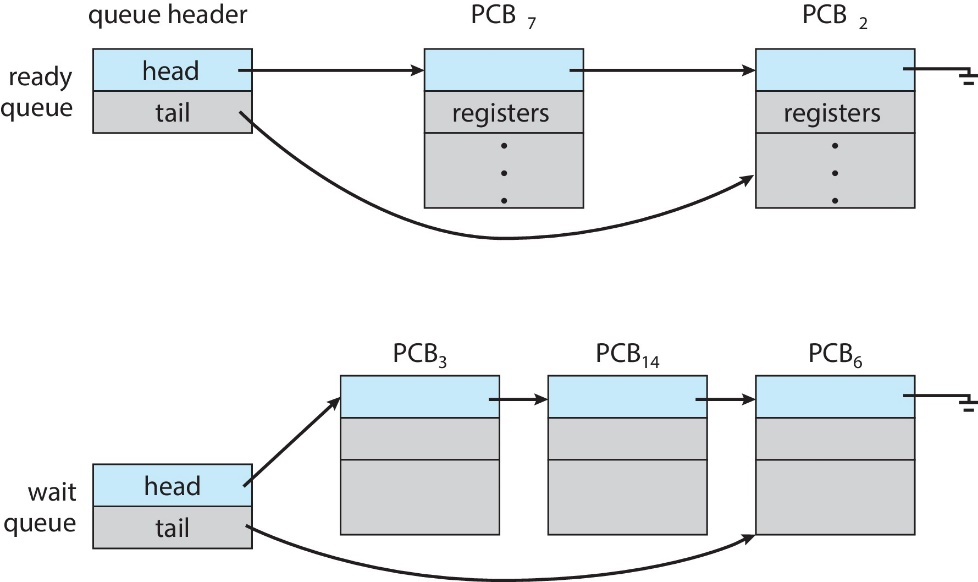 queue header
PCB 7
PCB 2
ready
queue
head
tail
registers
registers
PCB3
PCB14
PCB6
wait
queue
head
tail